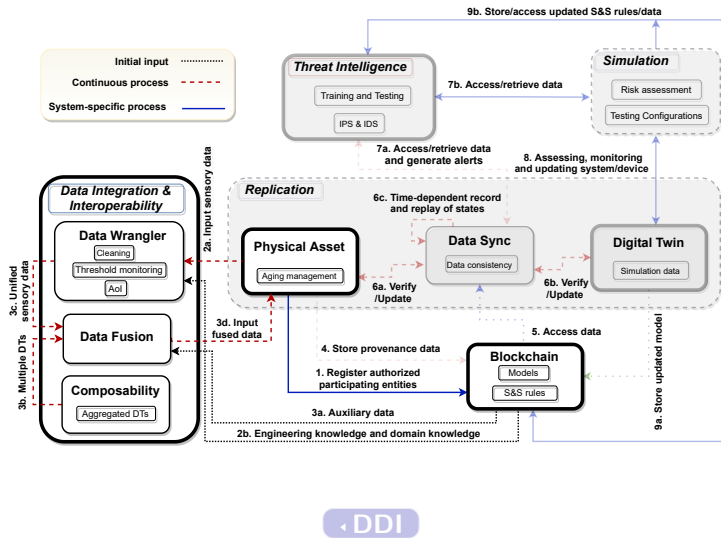 9b. Store/access updated S&S rules/data
Initial input
Continuous process
System-specific process
Threat Intelligence
Training and Testing
IPS & IDS
7b. Access/retrieve data
Simulation
Risk assessment
Testing Configurations
7a. Access/retrieve data
and generate alerts
8. Assessing, monitoring
and updating system/device
Data Integration &
Interoperability
Data Wrangler
Cleaning
Threshold monitoring
AoI
Data Fusion
Composability
Aggregated DTs
3c. Unified
sensory data
3b. Multiple DTs
2a. Input sensory data
3d. Input
fused data
Replication
6c. Time-dependent record
and replay of states
Physical Asset
Aging management
Data Sync
Data consistency
Digital Twin
Simulation data
6a. Verify
/Update
6b. Verify
/Update
5. Access data
4. Store provenance data
1. Register authorized
participating entities
Blockchain
Models
S&S rules
9a. Store updated model
3a. Auxiliary data
2b. Engineering knowledge and domain knowledge
DDI